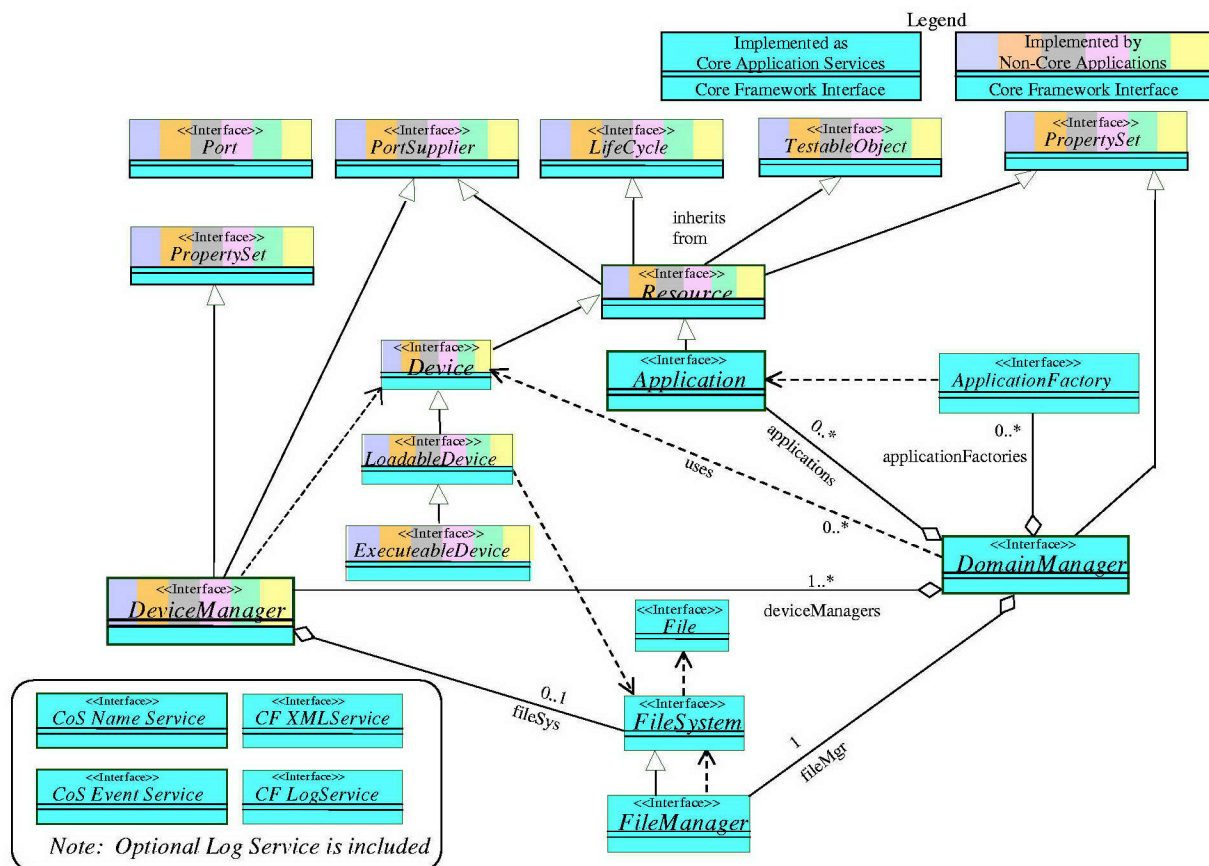 Legend
Implemented as
Core Application Services
Core Framework Interface
Implemented by
Non-Core Applications
Core Framework Interface
<<Interface>>
Port
<<Interface>>
PortSupplier
<<Interface>>
LifeCycle
<<Interface>>
TestableObject
<<Interface>>
PropertySet
inherits
from
<<Interface>>
PropertySet
<<Interface>>
Resource
<<Interface>>
Device
<<Interface>>
Application
<<Interface>>
ApplicationFactory
0..*
applications
0..*
applicationFactories
uses
0..*
<<Interface>>
LoadableDevice
<<Interface>>
ExecuteableDevice
<<Interface>>
DomainManager
<<Interface>>
DeviceManager
1..*
deviceManagers
<<Interface>>
File
0..1
fileSys
<<Interface>>
FileSystem
1
fileMgr
<<Interface>>
FileManager
<<Interface>>
CoS Name Service
<<Interface>>
CF XMLService
<<Interface>>
CoS Event Service
<<Interface>>
CF LogService
Note: Optional Log Service is included